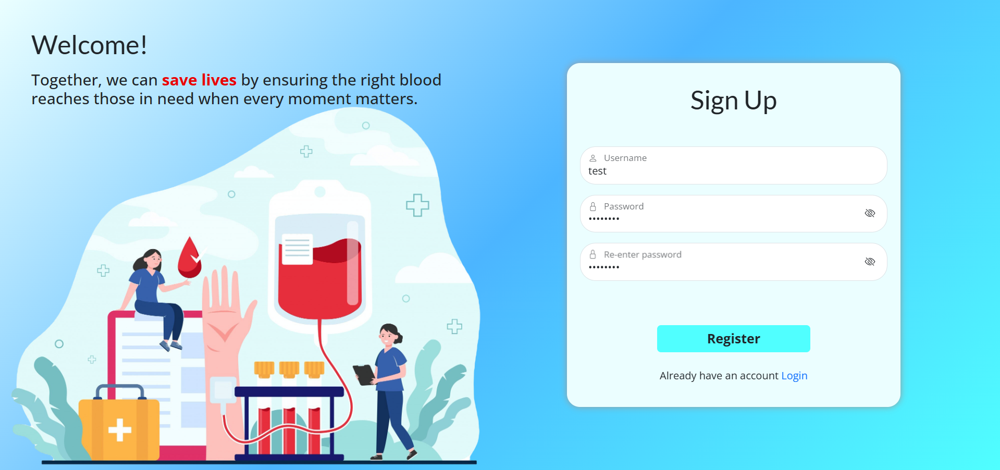 Welcome!
Together, we can save lives by ensuring the right blood
reaches those in need when every moment matters.
Sign Up
Username
test
Password
••••••••
Re-enter password
••••••••
Register
Already have an account Login